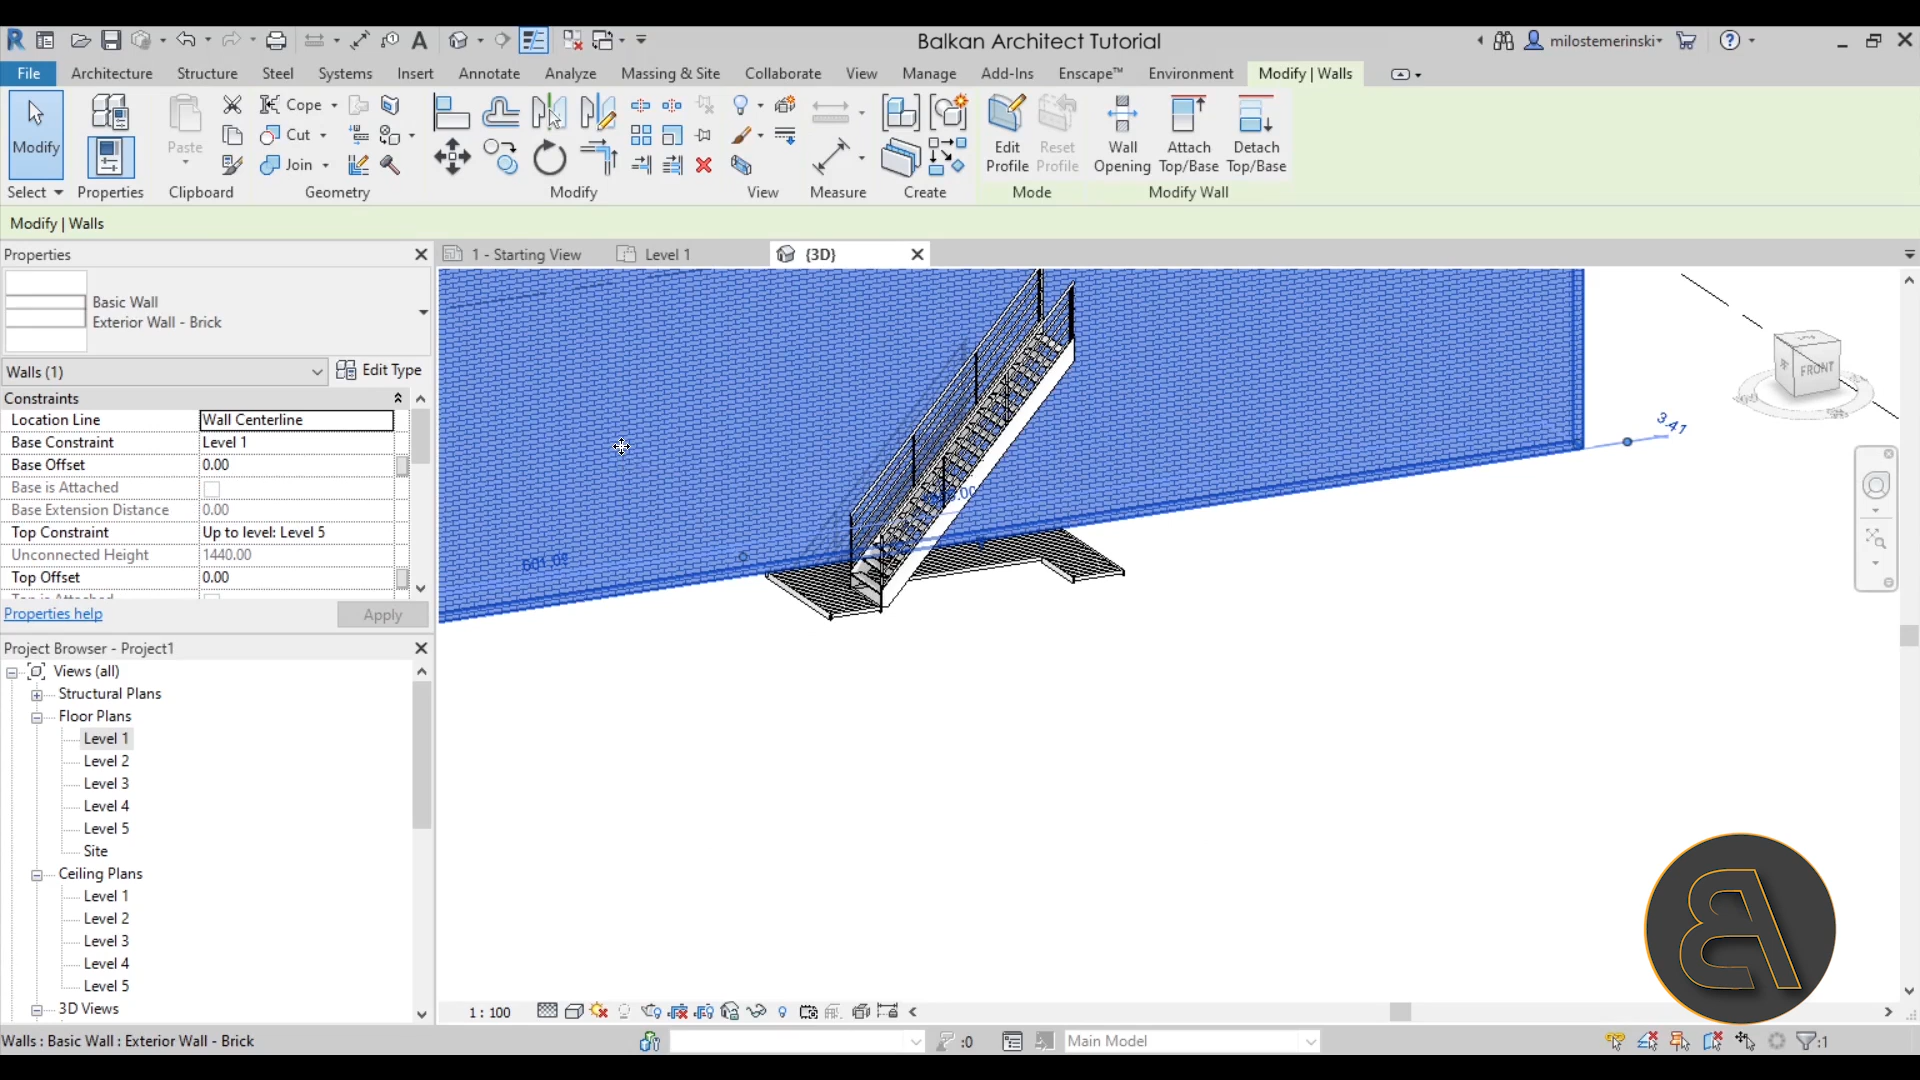 Balkan Architect Tutorial
milostemerinski
File Architecture Structure Steel Systems Insert Annotate Analyze Massing & Site Collaborate View Manage Add-Ins Enscape™ Environment Modify | Walls
Modify Paste Cope Cut Join Edit Profile Reset Profile Wall Opening Attach Top/Base Detach Top/Base
Select Properties Clipboard Geometry Modify View Measure Create Mode Modify Wall
Modify | Walls
Properties
1 - Starting View Level 1 {3D}
Basic Wall
Exterior Wall - Brick
Walls (1) Edit Type
Constraints
Location Line Wall Centerline
Base Constraint Level 1
Base Offset 0.00
Base is Attached
Base Extension Distance 0.00
Top Constraint Up to level: Level 5
Unconnected Height 1440.00
Top Offset 0.00
Properties help Apply
FRONT
3.41
Project Browser - Project1
Views (all)
Structural Plans
Floor Plans
Level 1
Level 2
Level 3
Level 4
Level 5
Site
Ceiling Plans
Level 1
Level 2
Level 3
Level 4
Level 5
3D Views
1 : 100
Walls : Basic Wall : Exterior Wall - Brick :0 Main Model :1